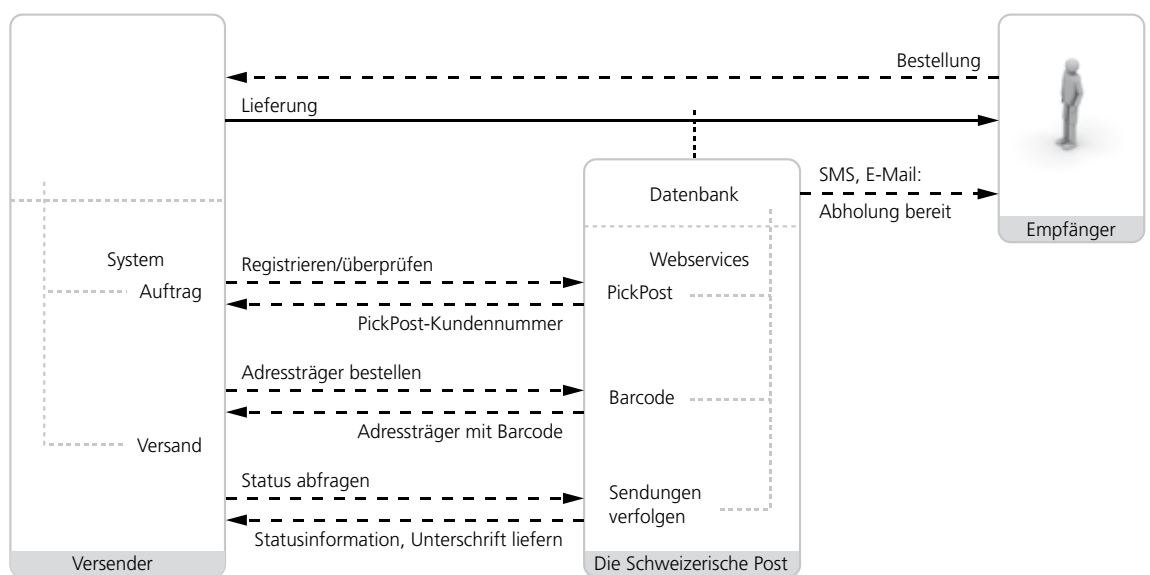 Bestellung
Lieferung
SMS, E-Mail:
Abholung bereit
Datenbank
Empfänger
System
Auftrag
Registrieren/überprüfen
Webservices
PickPost
PickPost-Kundennummer
Adressträger bestellen
Barcode
Adressträger mit Barcode
Versand
Status abfragen
Sendungen
verfolgen
Statusinformation, Unterschrift liefern
Versender
Die Schweizerische Post